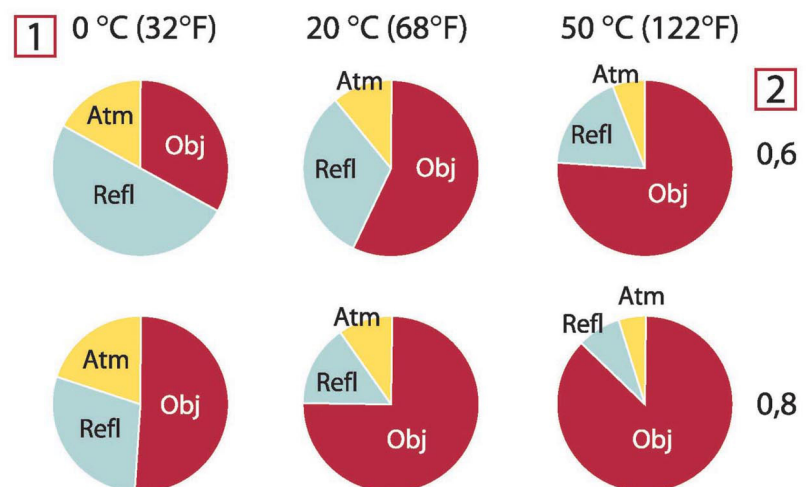 1 0 °C (32°F) 20 °C (68°F) 50 °C (122°F)
2
0,6
Atm Obj Refl
Atm Refl Obj
Atm Refl Obj
0,8
Atm Obj Refl
Atm Refl Obj
Atm Refl Obj